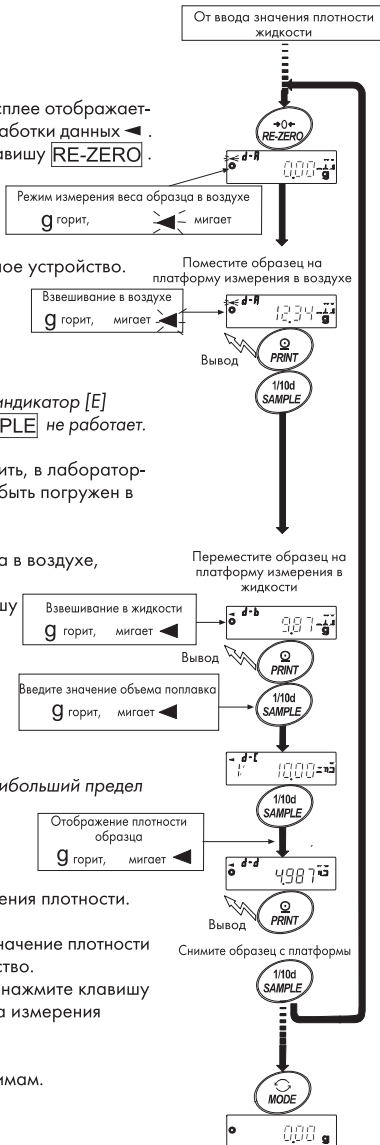 От ввода значения плотности
жидкости
сплее отображает-
аботки данных ◄ .
авишу RE-ZERO .
→0←
RE-ZERO
d-A
0.00 g
Режим измерения веса образца в воздухе
g горит, ◄ мигает
ное устройство.
Поместите образец на
платформу измерения в воздухе
Взвешивание в воздухе
g горит, мигает ◄
d-A
12.34 g
Вывод
PRINT
1/10d
SAMPLE
индикатор [E]
PLE не работает.
ить, в лаборатор-
быть погружен в
а в воздухе,
шу
Переместите образец на
платформу измерения в
жидкости
Взвешивание в жидкости
g горит, мигает ◄
d-b
9.87 g
Вывод
PRINT
Введите значение объема поплавка
g горит, мигает ◄
1/10d
SAMPLE
d-C
10.00
аибольший предел
1/10d
SAMPLE
Отображение плотности
образца
g горит, мигает ◄
d-d
4.987
ения плотности.
Вывод
PRINT
начение плотности
ство.
нажмите клавишу
а измерения
Снимите образец с платформы
1/10d
SAMPLE
имам.
MODE
0.00 g